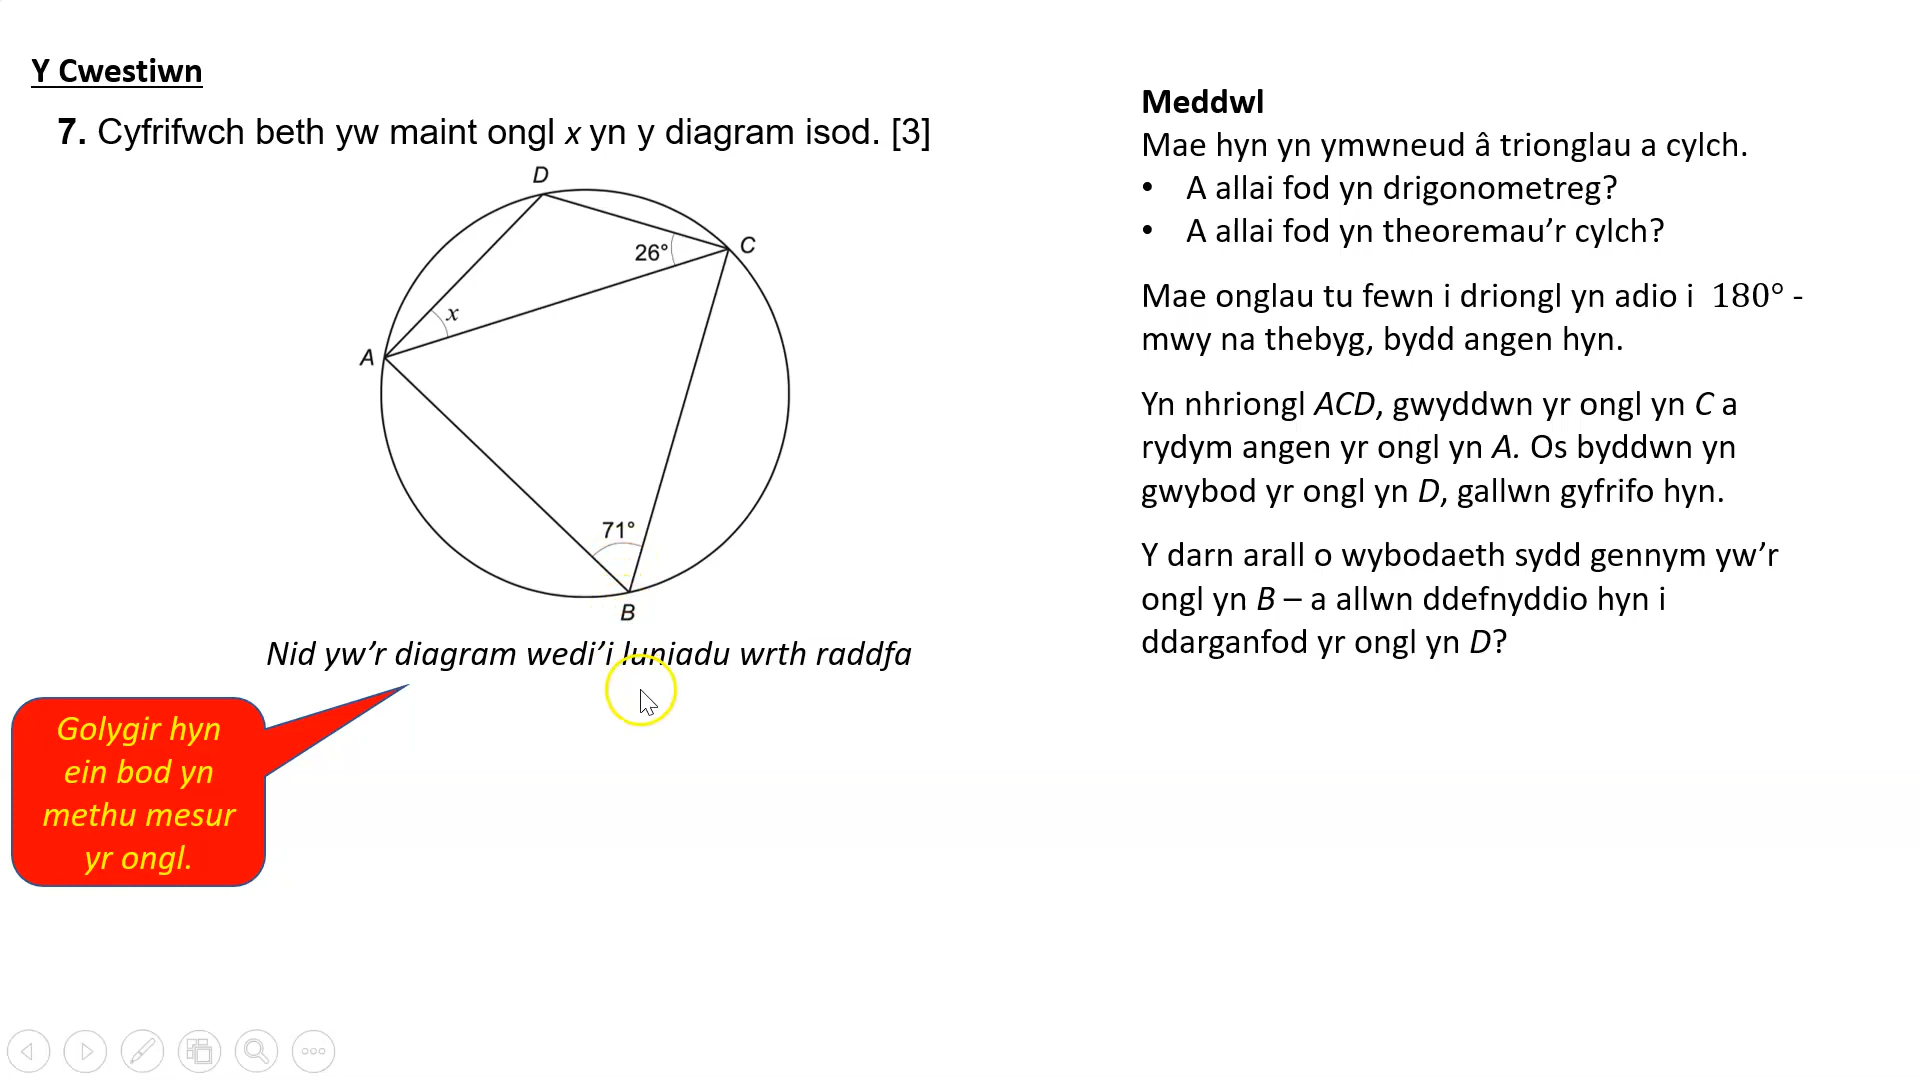 Y Cwestiwn
7. Cyfrifwch beth yw maint ongl x yn y diagram isod. [3]
D
C
26°
x
A
71°
B
Nid yw’r diagram wedi’i luniadu wrth raddfa
Golygir hyn
ein bod yn
methu mesur
yr ongl.
Meddwl
Mae hyn yn ymwneud â trionglau a cylch.
• A allai fod yn drigonometreg?
• A allai fod yn theoremau’r cylch?
Mae onglau tu fewn i driongl yn adio i 180° -
mwy na thebyg, bydd angen hyn.
Yn nhriongl ACD, gwyddwn yr ongl yn C a
rydym angen yr ongl yn A. Os byddwn yn
gwybod yr ongl yn D, gallwn gyfrifo hyn.
Y darn arall o wybodaeth sydd gennym yw’r
ongl yn B – a allwn ddefnyddio hyn i
ddarganfod yr ongl yn D?